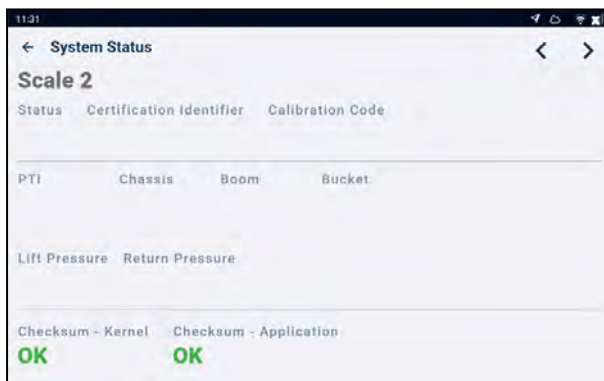 11:31
← System Status
Scale 2
Status Certification Identifier Calibration Code
PTI Chassis Boom Bucket
Lift Pressure Return Pressure
Checksum - Kernel Checksum - Application
OK OK